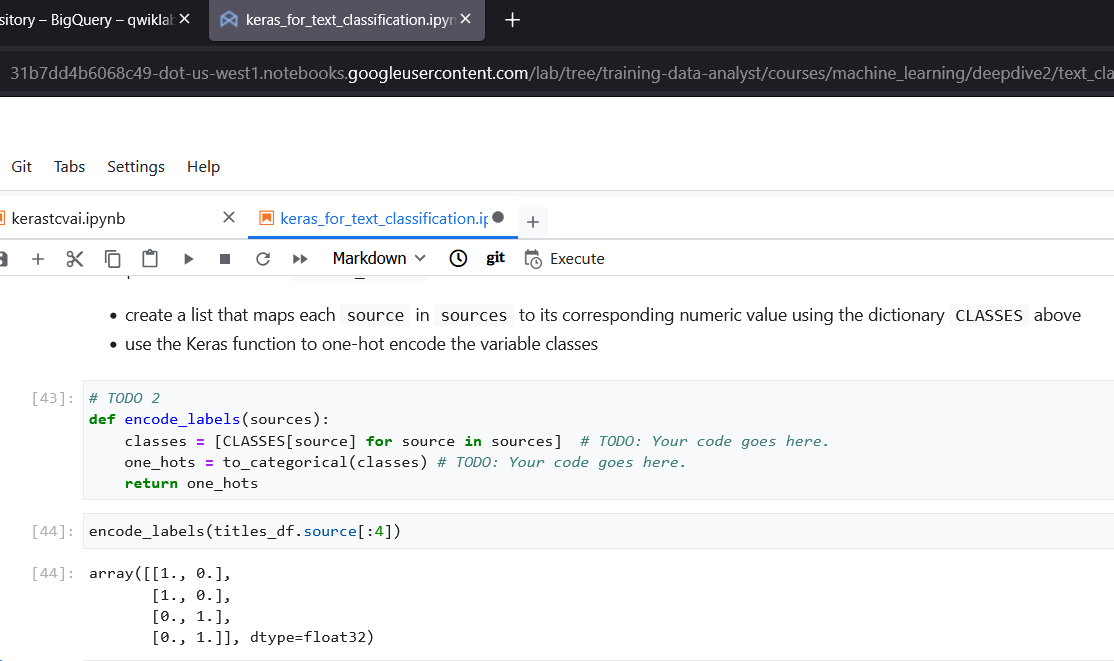 sitory – BigQuery – qwiklab
keras_for_text_classification.ipyn
31b7dd4b6068c49-dot-us-west1.notebooks.googleusercontent.com/lab/tree/training-data-analyst/courses/machine_learning/deepdive2/text_cla
Git Tabs Settings Help
kerastcvai.ipynb
keras_for_text_classification.ip
Markdown git Execute
• create a list that maps each source in sources to its corresponding numeric value using the dictionary CLASSES above
• use the Keras function to one-hot encode the variable classes
[43]: # TODO 2
def encode_labels(sources):
classes = [CLASSES[source] for source in sources]  # TODO: Your code goes here.
one_hots = to_categorical(classes) # TODO: Your code goes here.
return one_hots
[44]: encode_labels(titles_df.source[:4])
[44]: array([[1., 0.],
[1., 0.],
[0., 1.],
[0., 1.]], dtype=float32)